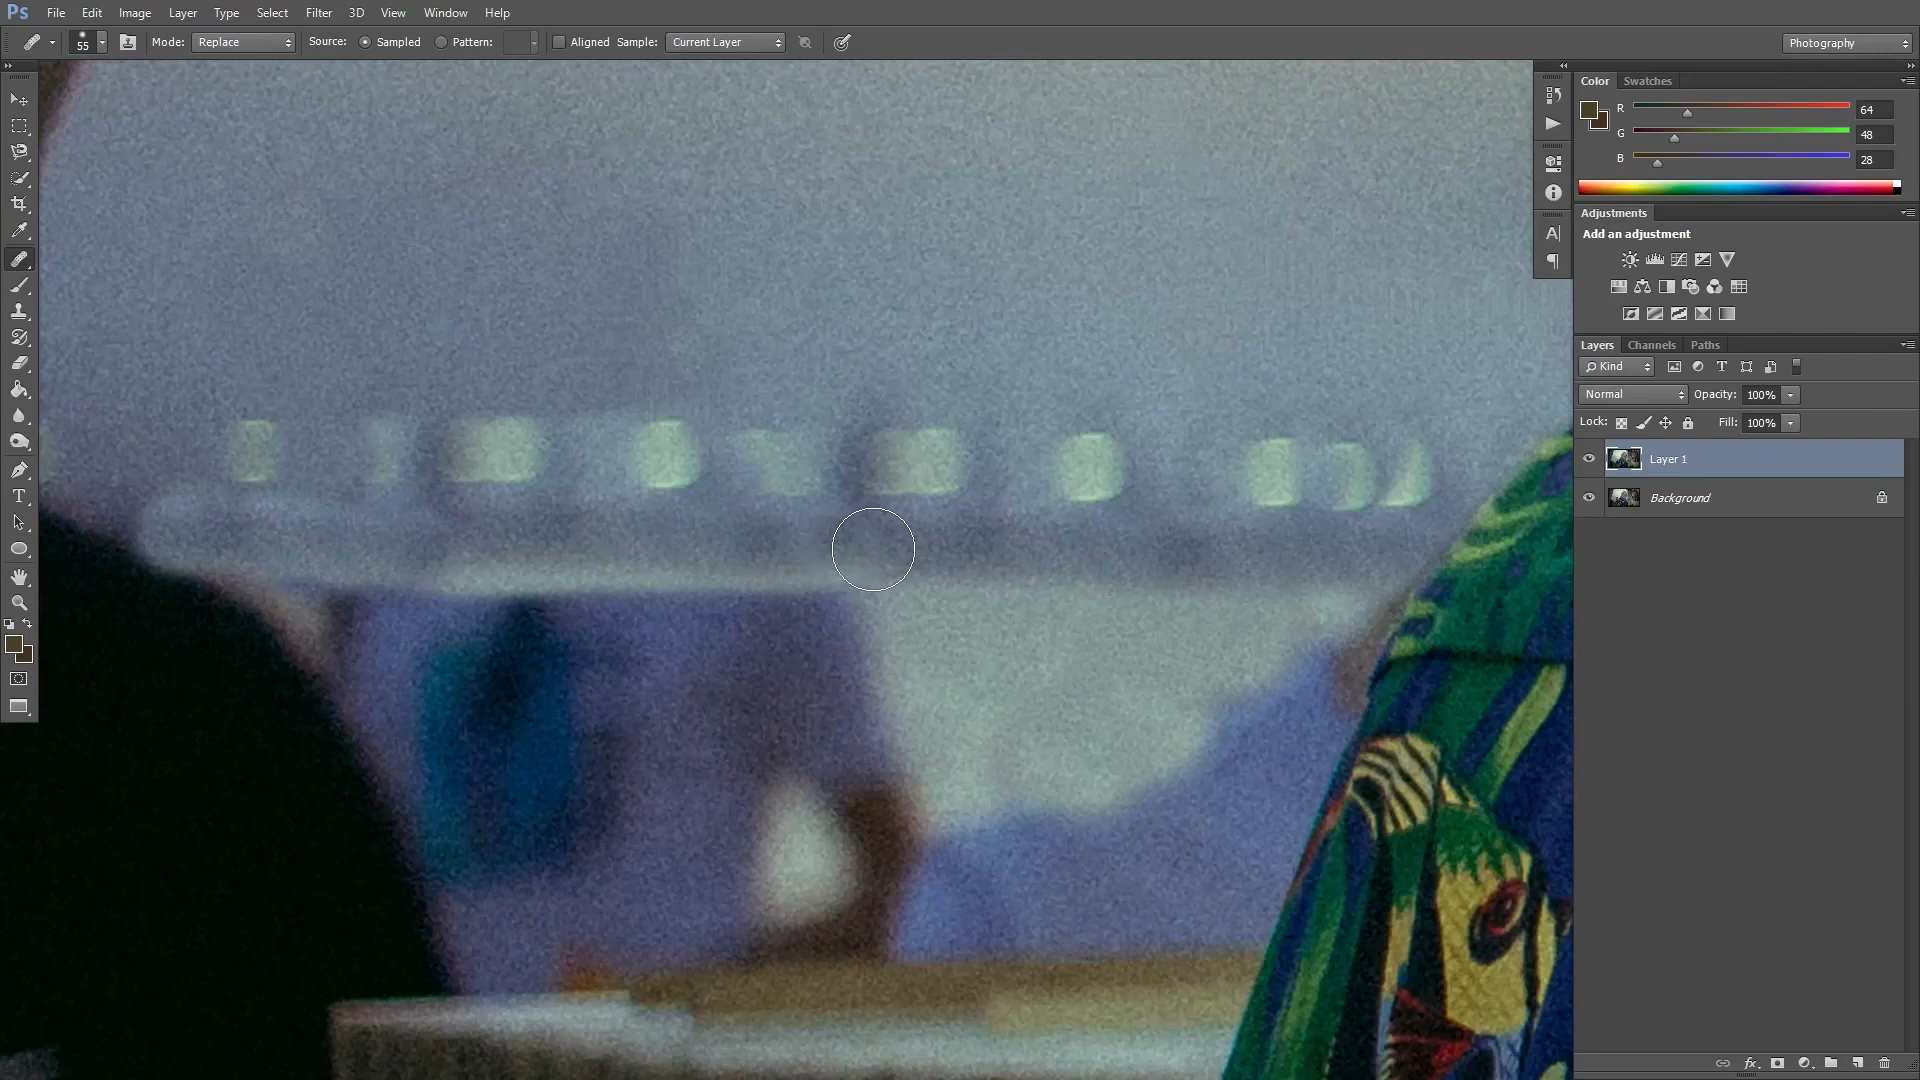 Ps File Edit Image Layer Type Select Filter 3D View Window Help
55 Mode: Replace Source: Sampled Pattern: Aligned Sample: Current Layer Photography
Color Swatches
R 64
G 48
B 28
Adjustments
Add an adjustment
Layers Channels Paths
Kind
Normal Opacity: 100%
Lock: Fill: 100%
Layer 1
Background